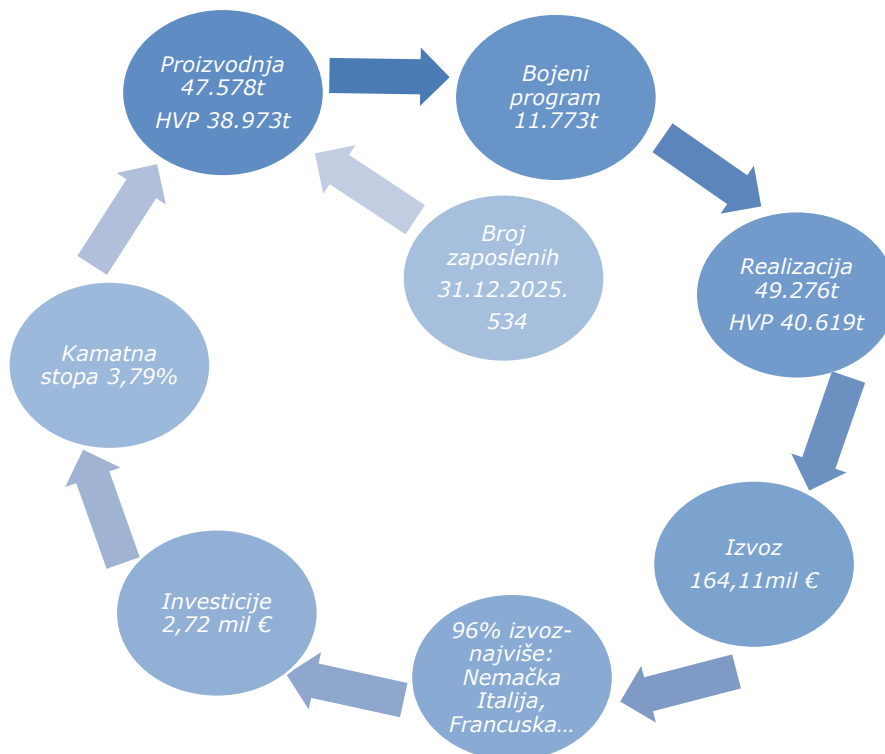 Proizvodnja
47.578t
HVP 38.973t
Bojeni
program
11.773t
Realizacija
49.276t
HVP 40.619t
Izvoz
164,11mil €
96% izvoz-
najviše:
Nemačka
Italija,
Francuska…
Investicije
2,72 mil €
Kamatna
stopa 3,79%
Broj
zaposlenih
31.12.2025.
534